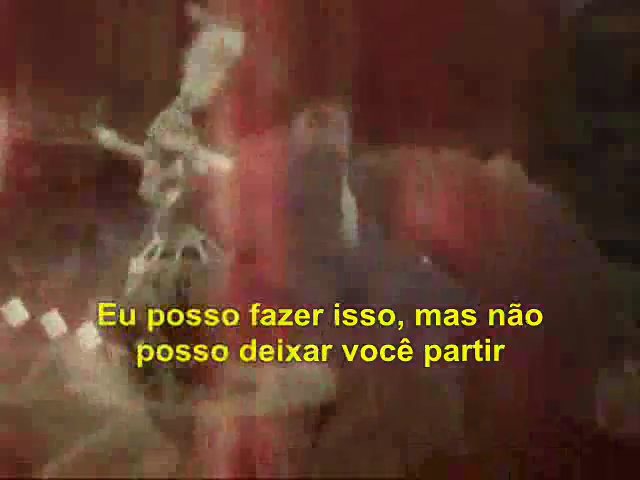 Eu posso fazer isso, mas não
posso deixar você partir